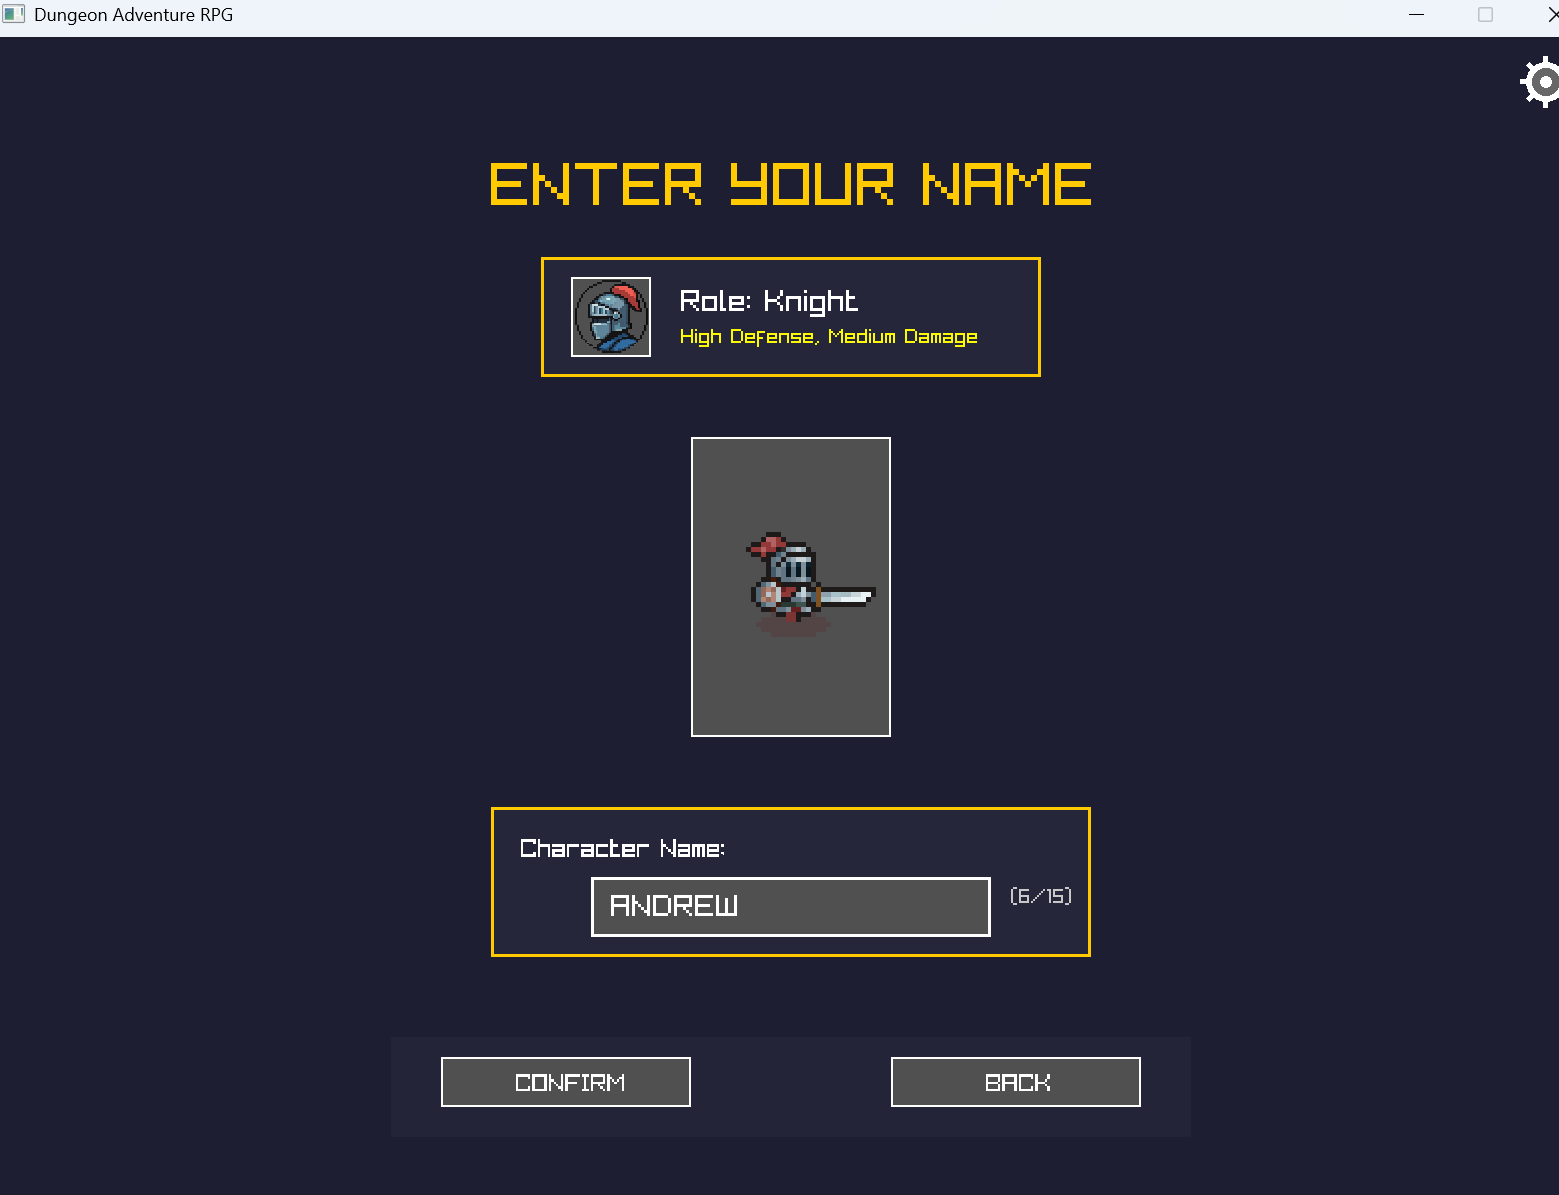 Dungeon Adventure RPG
ENTER YOUR NAME
Role: Knight
High Defense, Medium Damage
Character Name:
ANDREW
(6/15)
CONFIRM
BACK